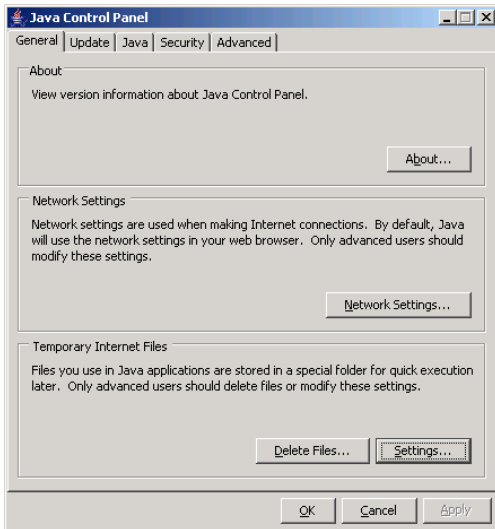 Java Control Panel
General Update Java Security Advanced
About
View version information about Java Control Panel.
About...
Network Settings
Network settings are used when making Internet connections. By default, Java
will use the network settings in your web browser. Only advanced users should
modify these settings.
Network Settings...
Temporary Internet Files
Files you use in Java applications are stored in a special folder for quick execution
later. Only advanced users should delete files or modify these settings.
Delete Files... Settings...
OK Cancel Apply